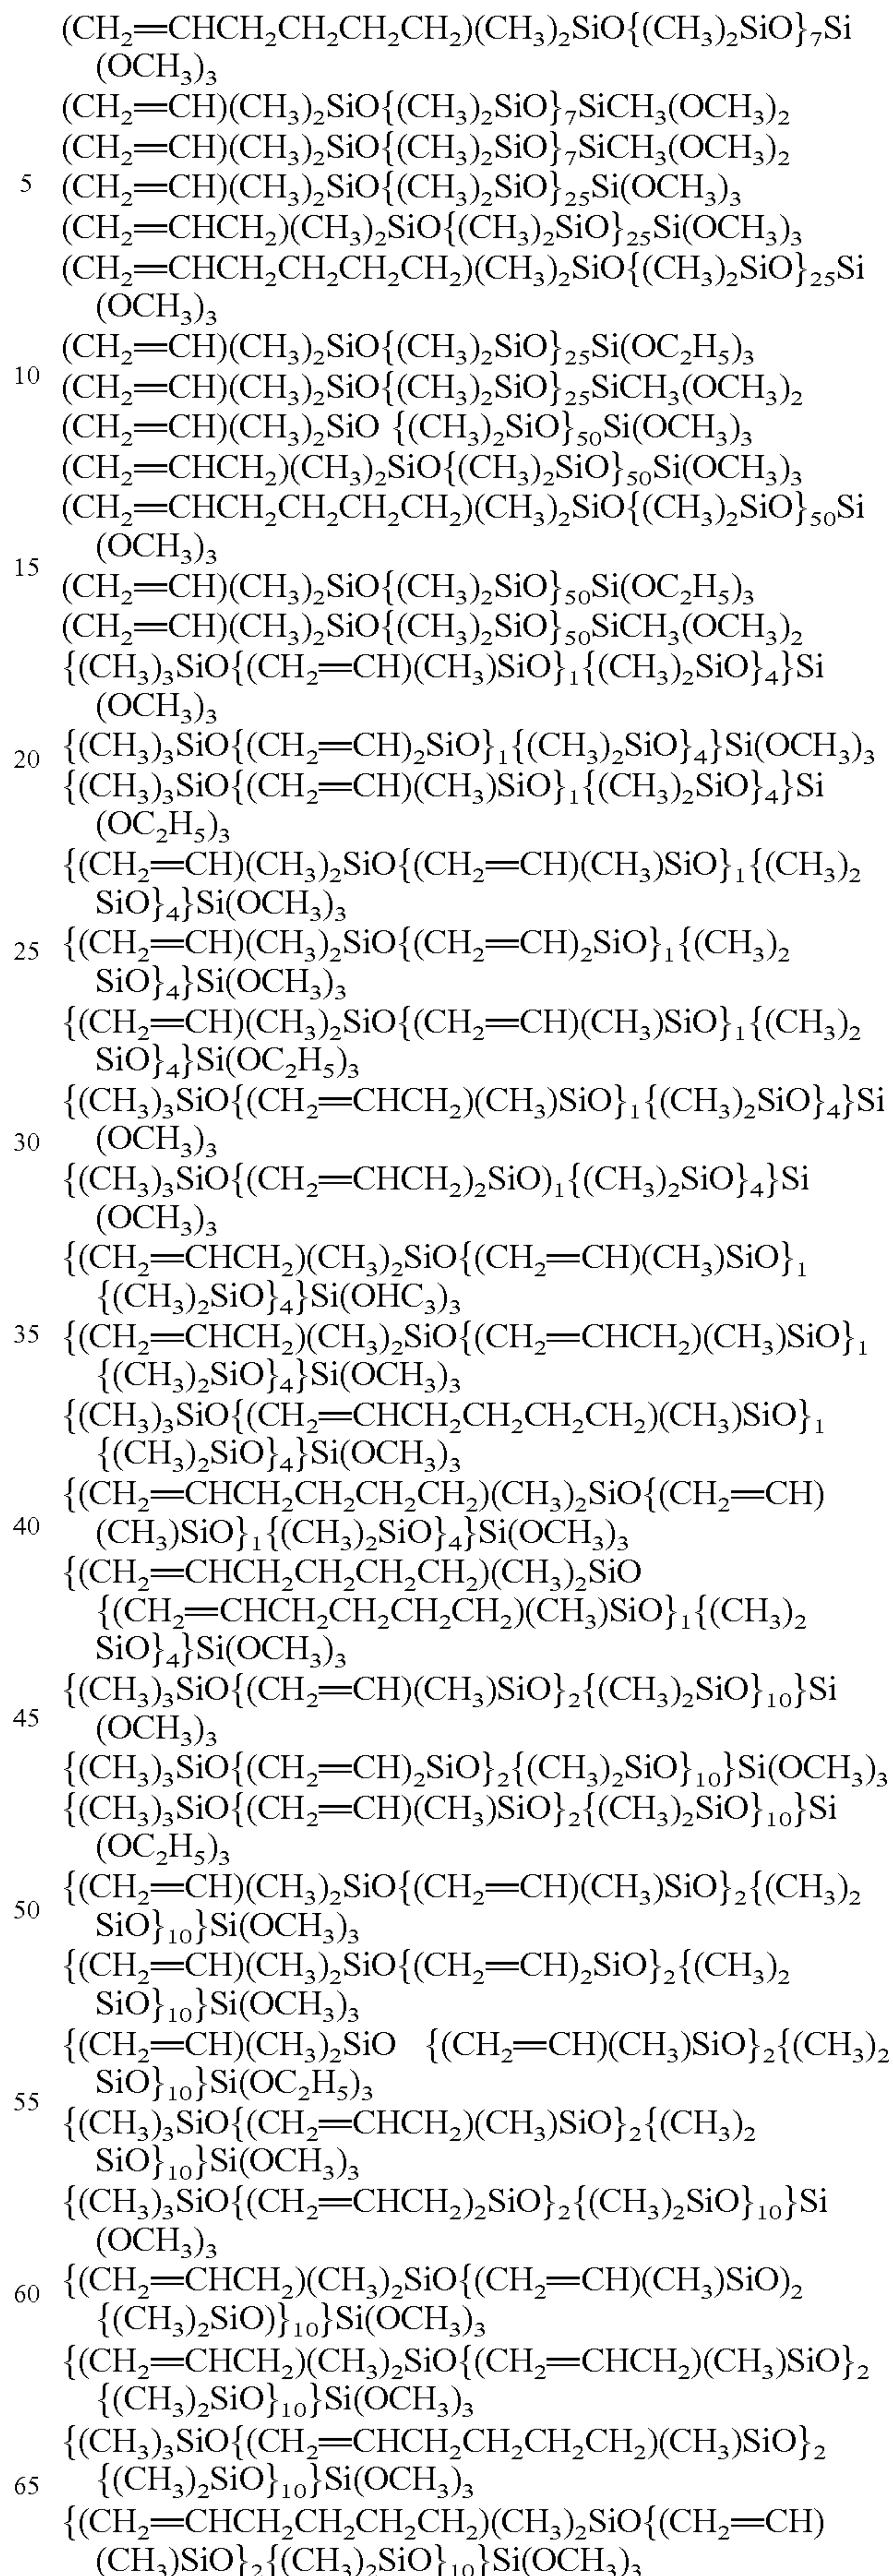 (CH₂=CHCH₂CH₂CH₂CH₂)(CH₃)₂SiO{(CH₃)₂SiO}₇Si
(OCH₃)₃
(CH₂=CH)(CH₃)₂SiO{(CH₃)₂SiO}₇SiCH₃(OCH₃)₂
(CH₂=CH)(CH₃)₂SiO{(CH₃)₂SiO}₇SiCH₃(OCH₃)₂
5 (CH₂=CH)(CH₃)₂SiO{(CH₃)₂SiO}₂₅Si(OCH₃)₃
(CH₂=CHCH₂)(CH₃)₂SiO{(CH₃)₂SiO}₂₅Si(OCH₃)₃
(CH₂=CHCH₂CH₂CH₂CH₂)(CH₃)₂SiO{(CH₃)₂SiO}₂₅Si
(OCH₃)₃
(CH₂=CH)(CH₃)₂SiO{(CH₃)₂SiO}₂₅Si(OC₂H₅)₃
10 (CH₂=CH)(CH₃)₂SiO{(CH₃)₂SiO}₂₅SiCH₃(OCH₃)₂
(CH₂=CH)(CH₃)₂SiO {(CH₃)₂SiO}₅₀Si(OCH₃)₃
(CH₂=CHCH₂)(CH₃)₂SiO{(CH₃)₂SiO}₅₀Si(OCH₃)₃
(CH₂=CHCH₂CH₂CH₂CH₂)(CH₃)₂SiO{(CH₃)₂SiO}₅₀Si
(OCH₃)₃
15 (CH₂=CH)(CH₃)₂SiO{(CH₃)₂SiO}₅₀Si(OC₂H₅)₃
(CH₂=CH)(CH₃)₂SiO{(CH₃)₂SiO}₅₀SiCH₃(OCH₃)₂
{(CH₃)₃SiO{(CH₂=CH)(CH₃)SiO}₁{(CH₃)₂SiO}₄}Si
(OCH₃)₃
20 {(CH₃)₃SiO{(CH₂=CH)₂SiO}₁{(CH₃)₂SiO}₄}Si(OCH₃)₃
{(CH₃)₃SiO{(CH₂=CH)(CH₃)SiO}₁{(CH₃)₂SiO}₄}Si
(OC₂H₅)₃
{(CH₂=CH)(CH₃)₂SiO{(CH₂=CH)(CH₃)SiO}₁{(CH₃)₂
SiO}₄}Si(OCH₃)₃
25 {(CH₂=CH)(CH₃)₂SiO{(CH₂=CH)₂SiO}₁{(CH₃)₂
SiO}₄}Si(OCH₃)₃
{(CH₂=CH)(CH₃)₂SiO{(CH₂=CH)(CH₃)SiO}₁{(CH₃)₂
SiO}₄}Si(OC₂H₅)₃
{(CH₃)₃SiO{(CH₂=CHCH₂)(CH₃)SiO}₁{(CH₃)₂SiO}₄}Si
30 (OCH₃)₃
{(CH₃)₃SiO{(CH₂=CHCH₂)₂SiO)₁{(CH₃)₂SiO}₄}Si
(OCH₃)₃
{(CH₂=CHCH₂)(CH₃)₂SiO{(CH₂=CH)(CH₃)SiO}₁
{(CH₃)₂SiO}₄}Si(OHC₃)₃
35 {(CH₂=CHCH₂)(CH₃)₂SiO{(CH₂=CHCH₂)(CH₃)SiO}₁
{(CH₃)₂SiO}₄}Si(OCH₃)₃
{(CH₃)₃SiO{(CH₂=CHCH₂CH₂CH₂CH₂)(CH₃)SiO}₁
{(CH₃)₂SiO}₄}Si(OCH₃)₃
{(CH₂=CHCH₂CH₂CH₂CH₂)(CH₃)₂SiO{(CH₂=CH)
40 (CH₃)SiO}₁{(CH₃)₂SiO}₄}Si(OCH₃)₃
{(CH₂=CHCH₂CH₂CH₂CH₂)(CH₃)₂SiO
{(CH₂=CHCH₂CH₂CH₂CH₂)(CH₃)SiO}₁{(CH₃)₂
SiO}₄}Si(OCH₃)₃
{(CH₃)₃SiO{(CH₂=CH)(CH₃)SiO}₂{(CH₃)₂SiO}₁₀}Si
45 (OCH₃)₃
{(CH₃)₃SiO{(CH₂=CH)₂SiO}₂{(CH₃)₂SiO}₁₀}Si(OCH₃)₃
{(CH₃)₃SiO{(CH₂=CH)(CH₃)SiO}₂{(CH₃)₂SiO}₁₀}Si
(OC₂H₅)₃
{(CH₂=CH)(CH₃)₂SiO{(CH₂=CH)(CH₃)SiO}₂{(CH₃)₂
50 SiO}₁₀}Si(OCH₃)₃
{(CH₂=CH)(CH₃)₂SiO{(CH₂=CH)₂SiO}₂{(CH₃)₂
SiO}₁₀}Si(OCH₃)₃
{(CH₂=CH)(CH₃)₂SiO {(CH₂=CH)(CH₃)SiO}₂{(CH₃)₂
SiO}₁₀}Si(OC₂H₅)₃
55 {(CH₃)₃SiO{(CH₂=CHCH₂)(CH₃)SiO}₂{(CH₃)₂
SiO}₁₀}Si(OCH₃)₃
{(CH₃)₃SiO{(CH₂=CHCH₂)₂SiO}₂{(CH₃)₂SiO}₁₀}Si
(OCH₃)₃
60 {(CH₂=CHCH₂)(CH₃)₂SiO{(CH₂=CH)(CH₃)SiO)₂
{(CH₃)₂SiO)}₁₀}Si(OCH₃)₃
{(CH₂=CHCH₂)(CH₃)₂SiO{(CH₂=CHCH₂)(CH₃)SiO}₂
{(CH₃)₂SiO}₁₀}Si(OCH₃)₃
{(CH₃)₃SiO{(CH₂=CHCH₂CH₂CH₂CH₂)(CH₃)SiO}₂
65 {(CH₃)₂SiO}₁₀}Si(OCH₃)₃
{(CH₂=CHCH₂CH₂CH₂CH₂)(CH₃)₂SiO{(CH₂=CH)
(CH₃)SiO}₂{(CH₃)₂SiO}₁₀}Si(OCH₃)₃